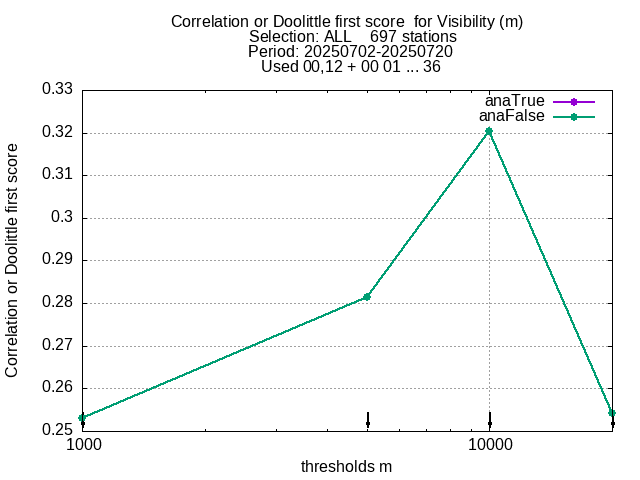 Correlation or Doolittle first score  for Visibility (m)
Selection: ALL    697 stations
Period: 20250702-20250720
Used 00,12 + 00 01 ... 36
anaTrue
anaFalse
Correlation or Doolittle first score
0.33
0.32
0.31
0.3
0.29
0.28
0.27
0.26
0.25
1000
10000
thresholds m